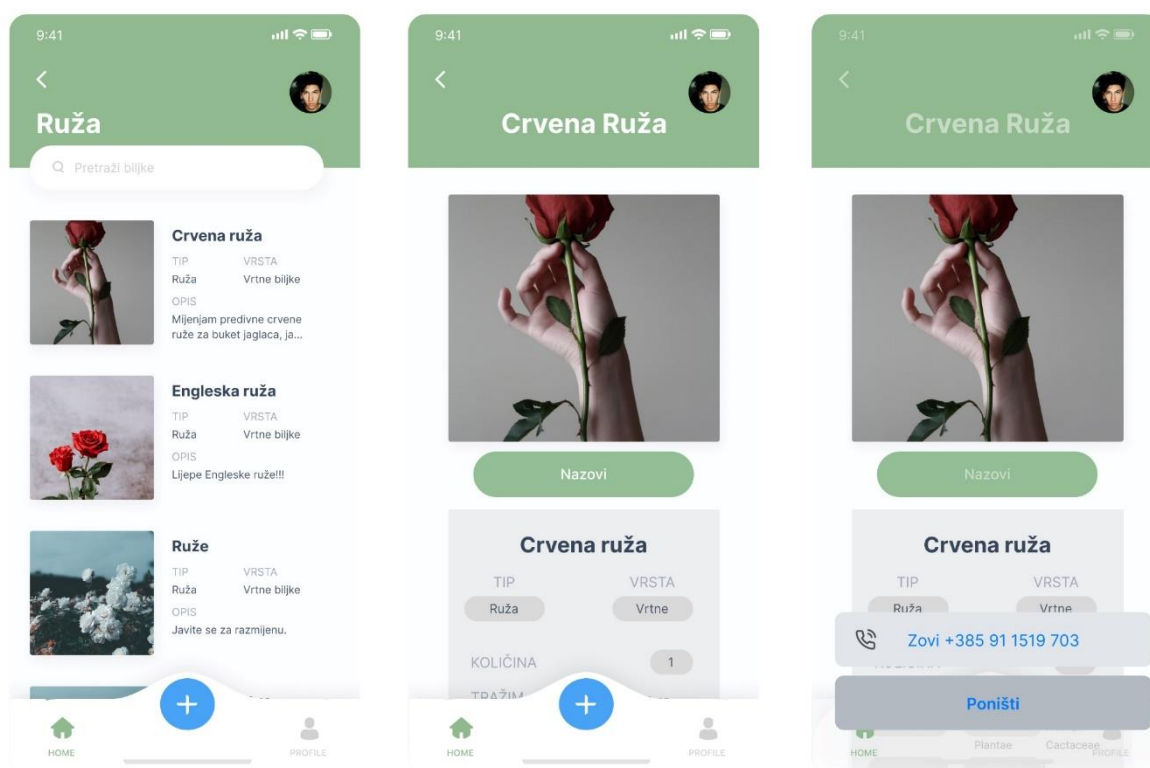 9:41
Ruža
Pretraži biljke
Crvena ruža
TIP VRSTA
Ruža Vrtne biljke
OPIS
Mijenjam predivne crvene
ruže za buket jaglaca, ja...
Engleska ruža
TIP VRSTA
Ruža Vrtne biljke
OPIS
Lijepe Engleske ruže!!!
Ruže
TIP VRSTA
Ruža Vrtne biljke
OPIS
Javite se za razmijenu.
HOME PROFILE
9:41
Crvena Ruža
Nazovi
Crvena ruža
TIP VRSTA
Ruža Vrtne
KOLIČINA 1
TRAŽIM
HOME PROFILE
9:41
Crvena Ruža
Nazovi
Crvena ruža
TIP VRSTA
Ruža Vrtne
Zovi +385 91 1519 703
Poništi
Plantae Cactaceae
HOME PROFILE